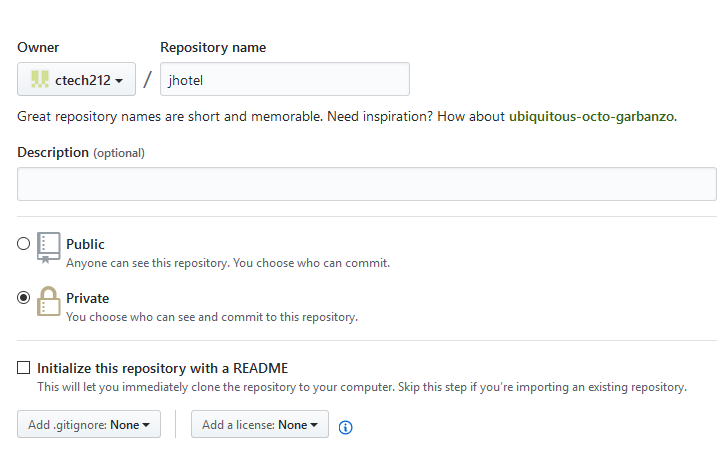 Owner Repository name
ctech212 / jhotel
Great repository names are short and memorable. Need inspiration? How about ubiquitous-octo-garbanzo.
Description (optional)
Public
Anyone can see this repository. You choose who can commit.
Private
You choose who can see and commit to this repository.
Initialize this repository with a README
This will let you immediately clone the repository to your computer. Skip this step if you're importing an existing repository.
Add .gitignore: None Add a license: None